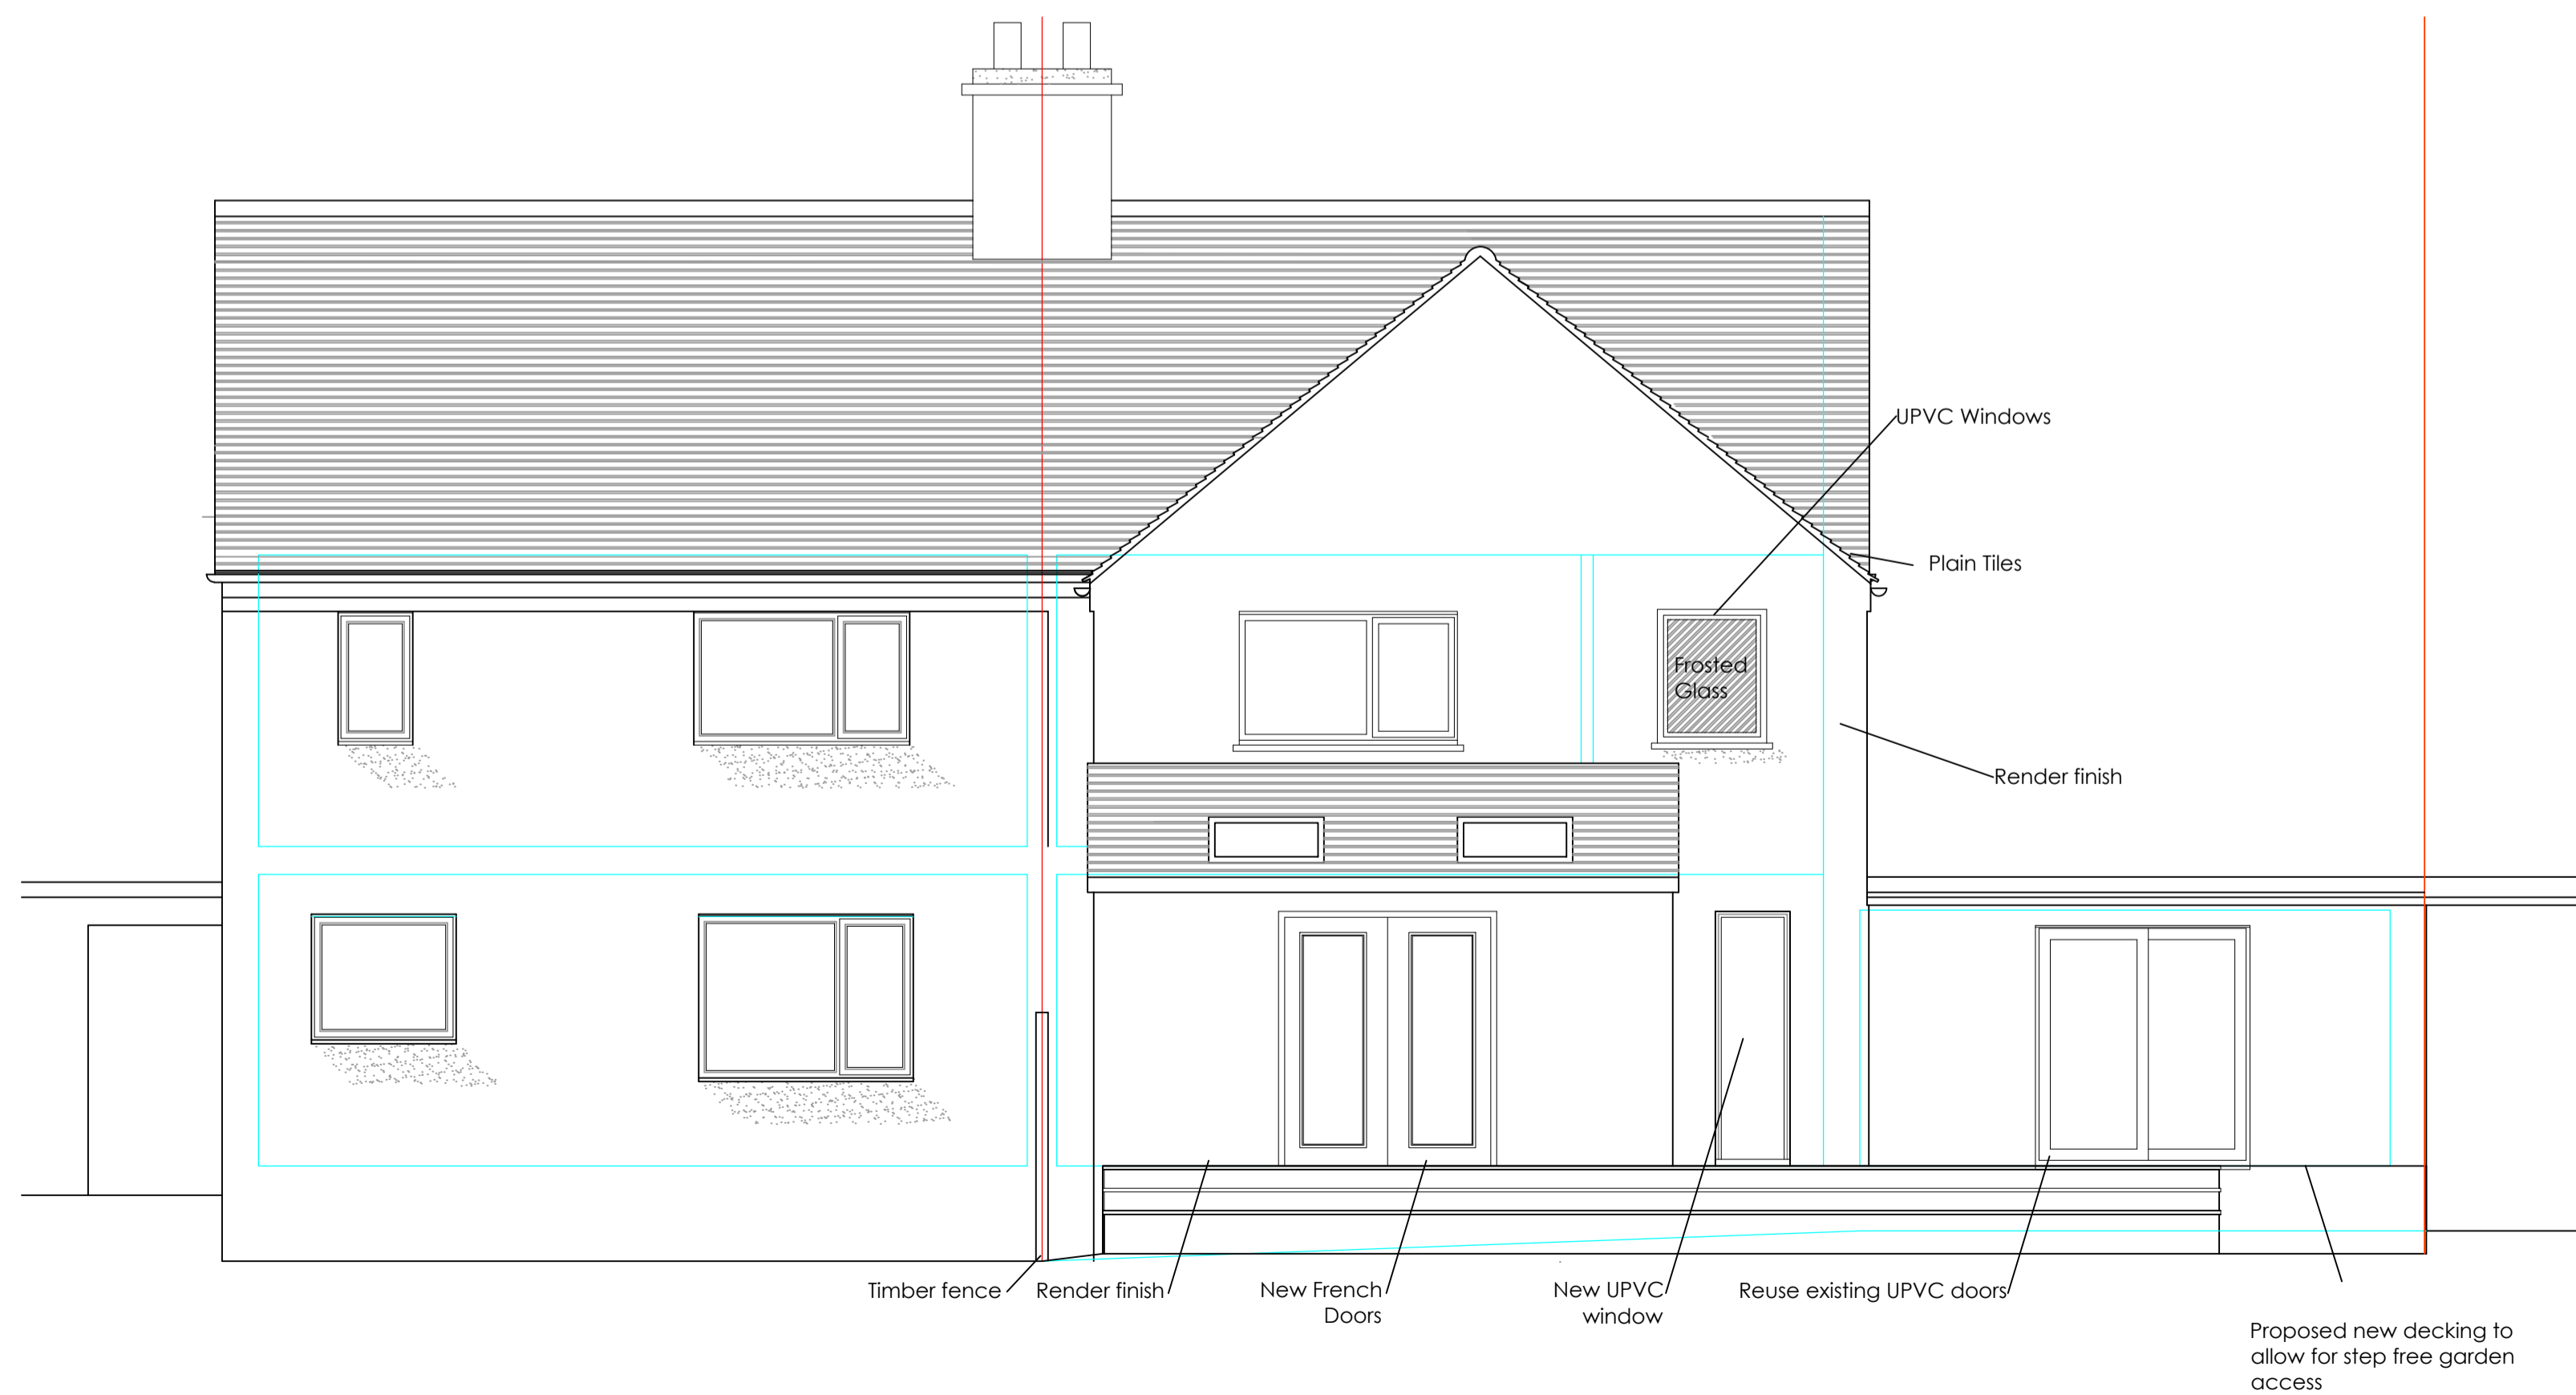 UPVC Windows
Plain Tiles
Frosted
Glass
Render finish
Timber fence
Render finish
New French
Doors
New UPVC
window
Reuse existing UPVC doors
Proposed new decking to
allow for step free garden
access